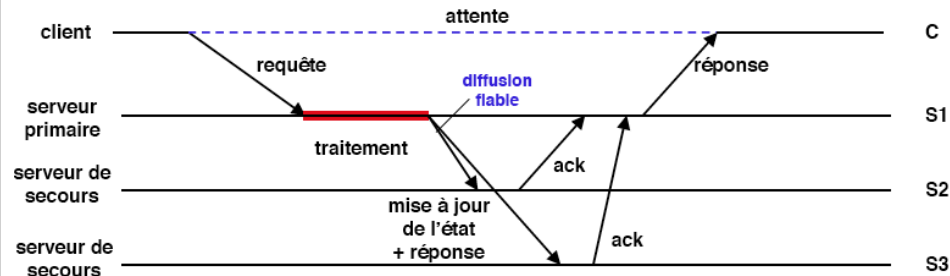 attente
client
C
requête
réponse
diffusion
fiable
serveur
primaire
S1
traitement
ack
serveur de
secours
S2
mise à jour
de l'état
+ réponse
ack
serveur de
secours
S3